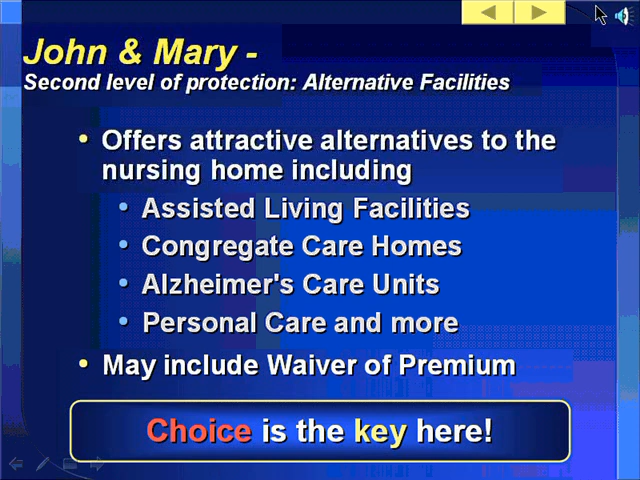 John & Mary -
Second level of protection: Alternative Facilities
• Offers attractive alternatives to the
nursing home including
• Assisted Living Facilities
• Congregate Care Homes
• Alzheimer's Care Units
• Personal Care and more
• May include Waiver of Premium
Choice is the key here!